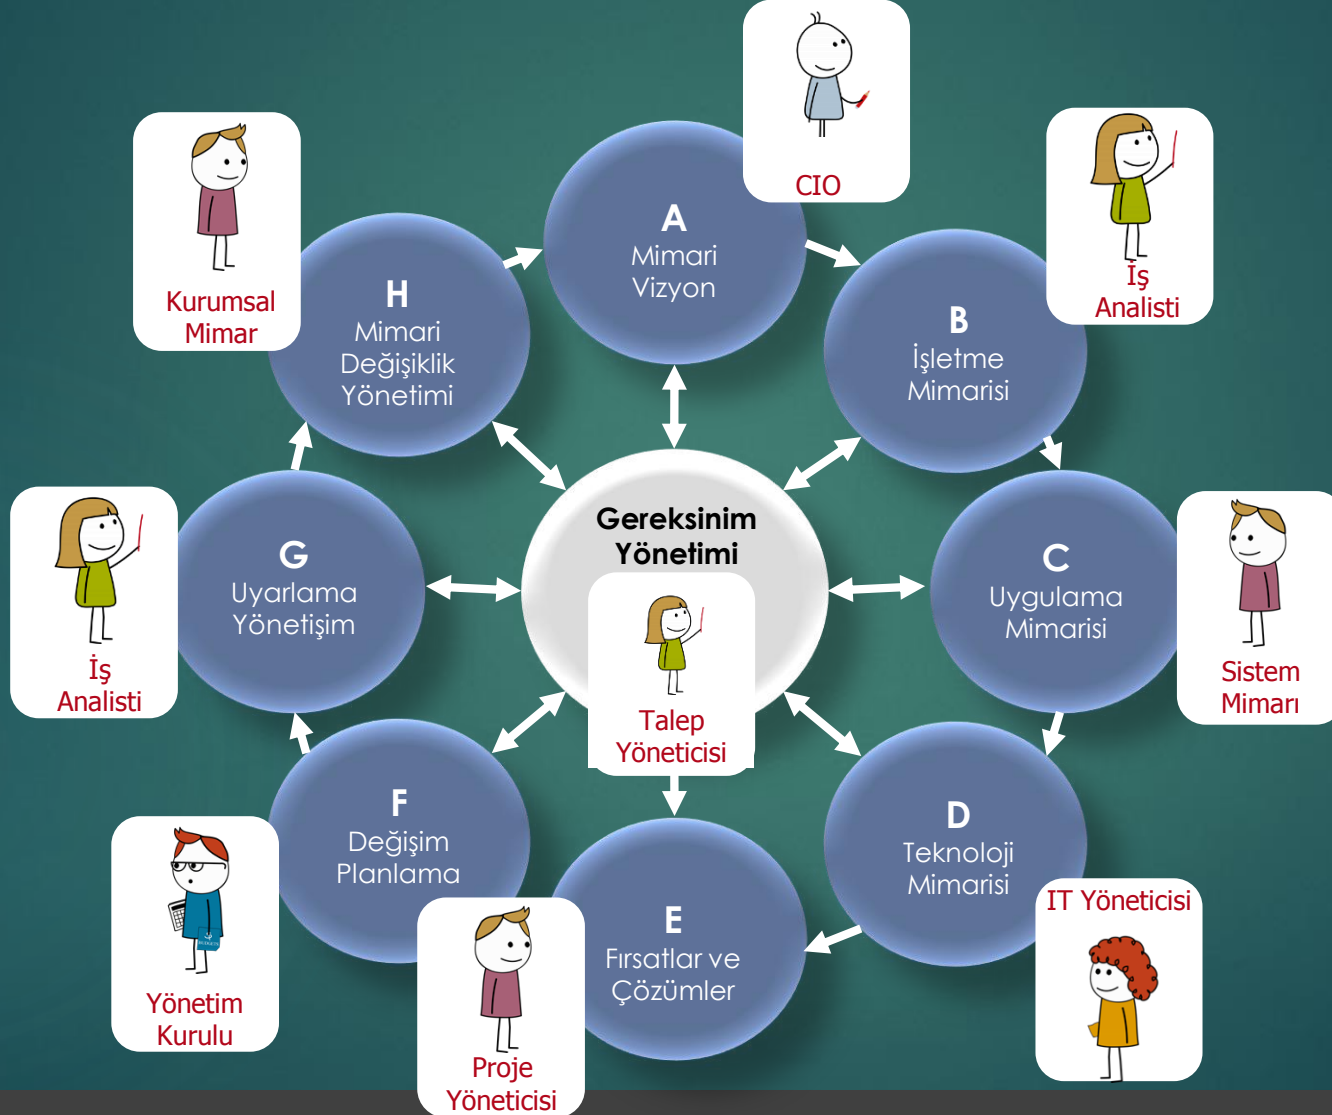 CIO
A
Mimari
Vizyon
İş
Analisti
B
İşletme
Mimarisi
Kurumsal
Mimar
H
Mimari
Değişiklik
Yönetimi
Gereksinim
Yönetimi
Talep
Yöneticisi
C
Uygulama
Mimarisi
Sistem
Mimarı
G
Uyarlama
Yönetişim
İş
Analisti
D
Teknoloji
Mimarisi
IT Yöneticisi
F
Değişim
Planlama
E
Fırsatlar ve
Çözümler
Yönetim
Kurulu
Proje
Yöneticisi